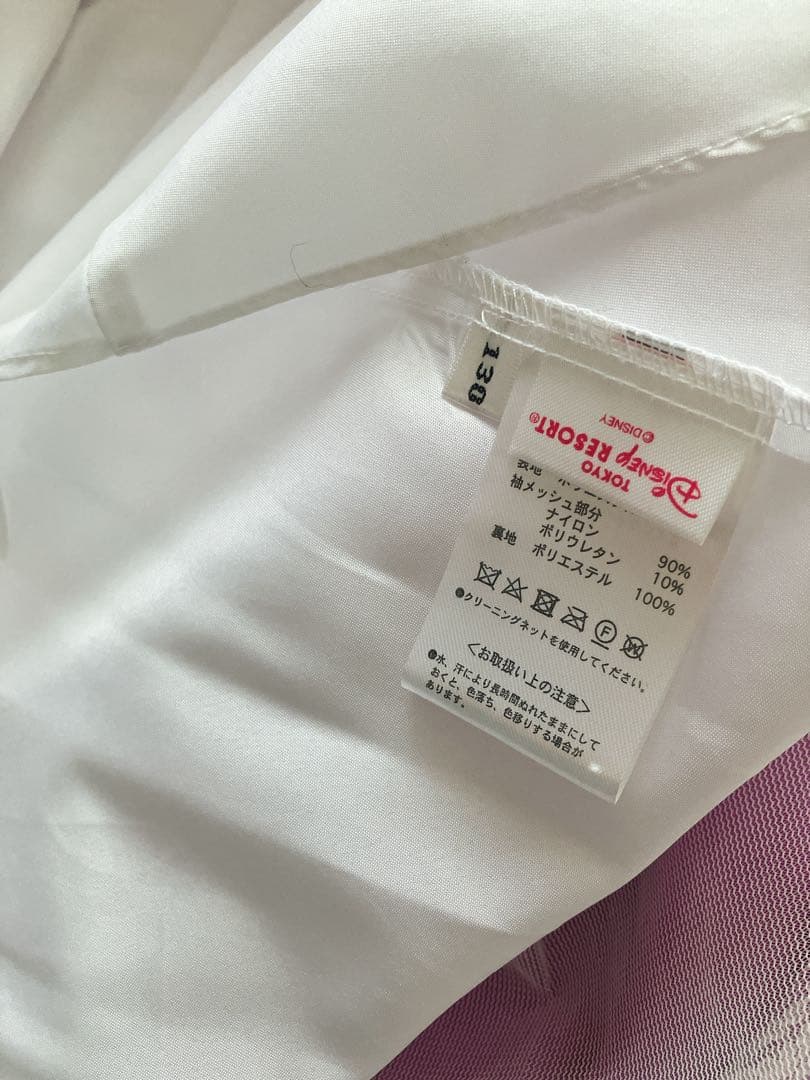 130
TOKYO
DISNEY RESORT®
©DISNEY
表地
袖メッシュ部分
ナイロン 90%
ポリウレタン 10%
裏地 ポリエステル 100%
F W
●クリーニングネットを使用してください。
<お取扱い上の注意>
●水、汗により長時間ぬれたままにして
おくと、色落ち、色移りする場合が
あります。